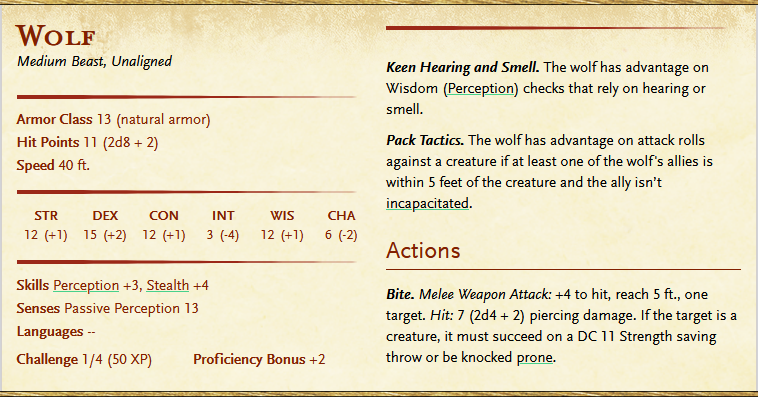 Wolf
Medium Beast, Unaligned
Armor Class 13 (natural armor)
Hit Points 11 (2d8 + 2)
Speed 40 ft.
STR DEX CON INT WIS CHA
12 (+1) 15 (+2) 12 (+1) 3 (-4) 12 (+1) 6 (-2)
Skills Perception +3, Stealth +4
Senses Passive Perception 13
Languages --
Challenge 1/4 (50 XP) Proficiency Bonus +2
Keen Hearing and Smell. The wolf has advantage on
Wisdom (Perception) checks that rely on hearing or
smell.
Pack Tactics. The wolf has advantage on attack rolls
against a creature if at least one of the wolf's allies is
within 5 feet of the creature and the ally isn't
incapacitated.
Actions
Bite. Melee Weapon Attack: +4 to hit, reach 5 ft., one
target. Hit: 7 (2d4 + 2) piercing damage. If the target is a
creature, it must succeed on a DC 11 Strength saving
throw or be knocked prone.